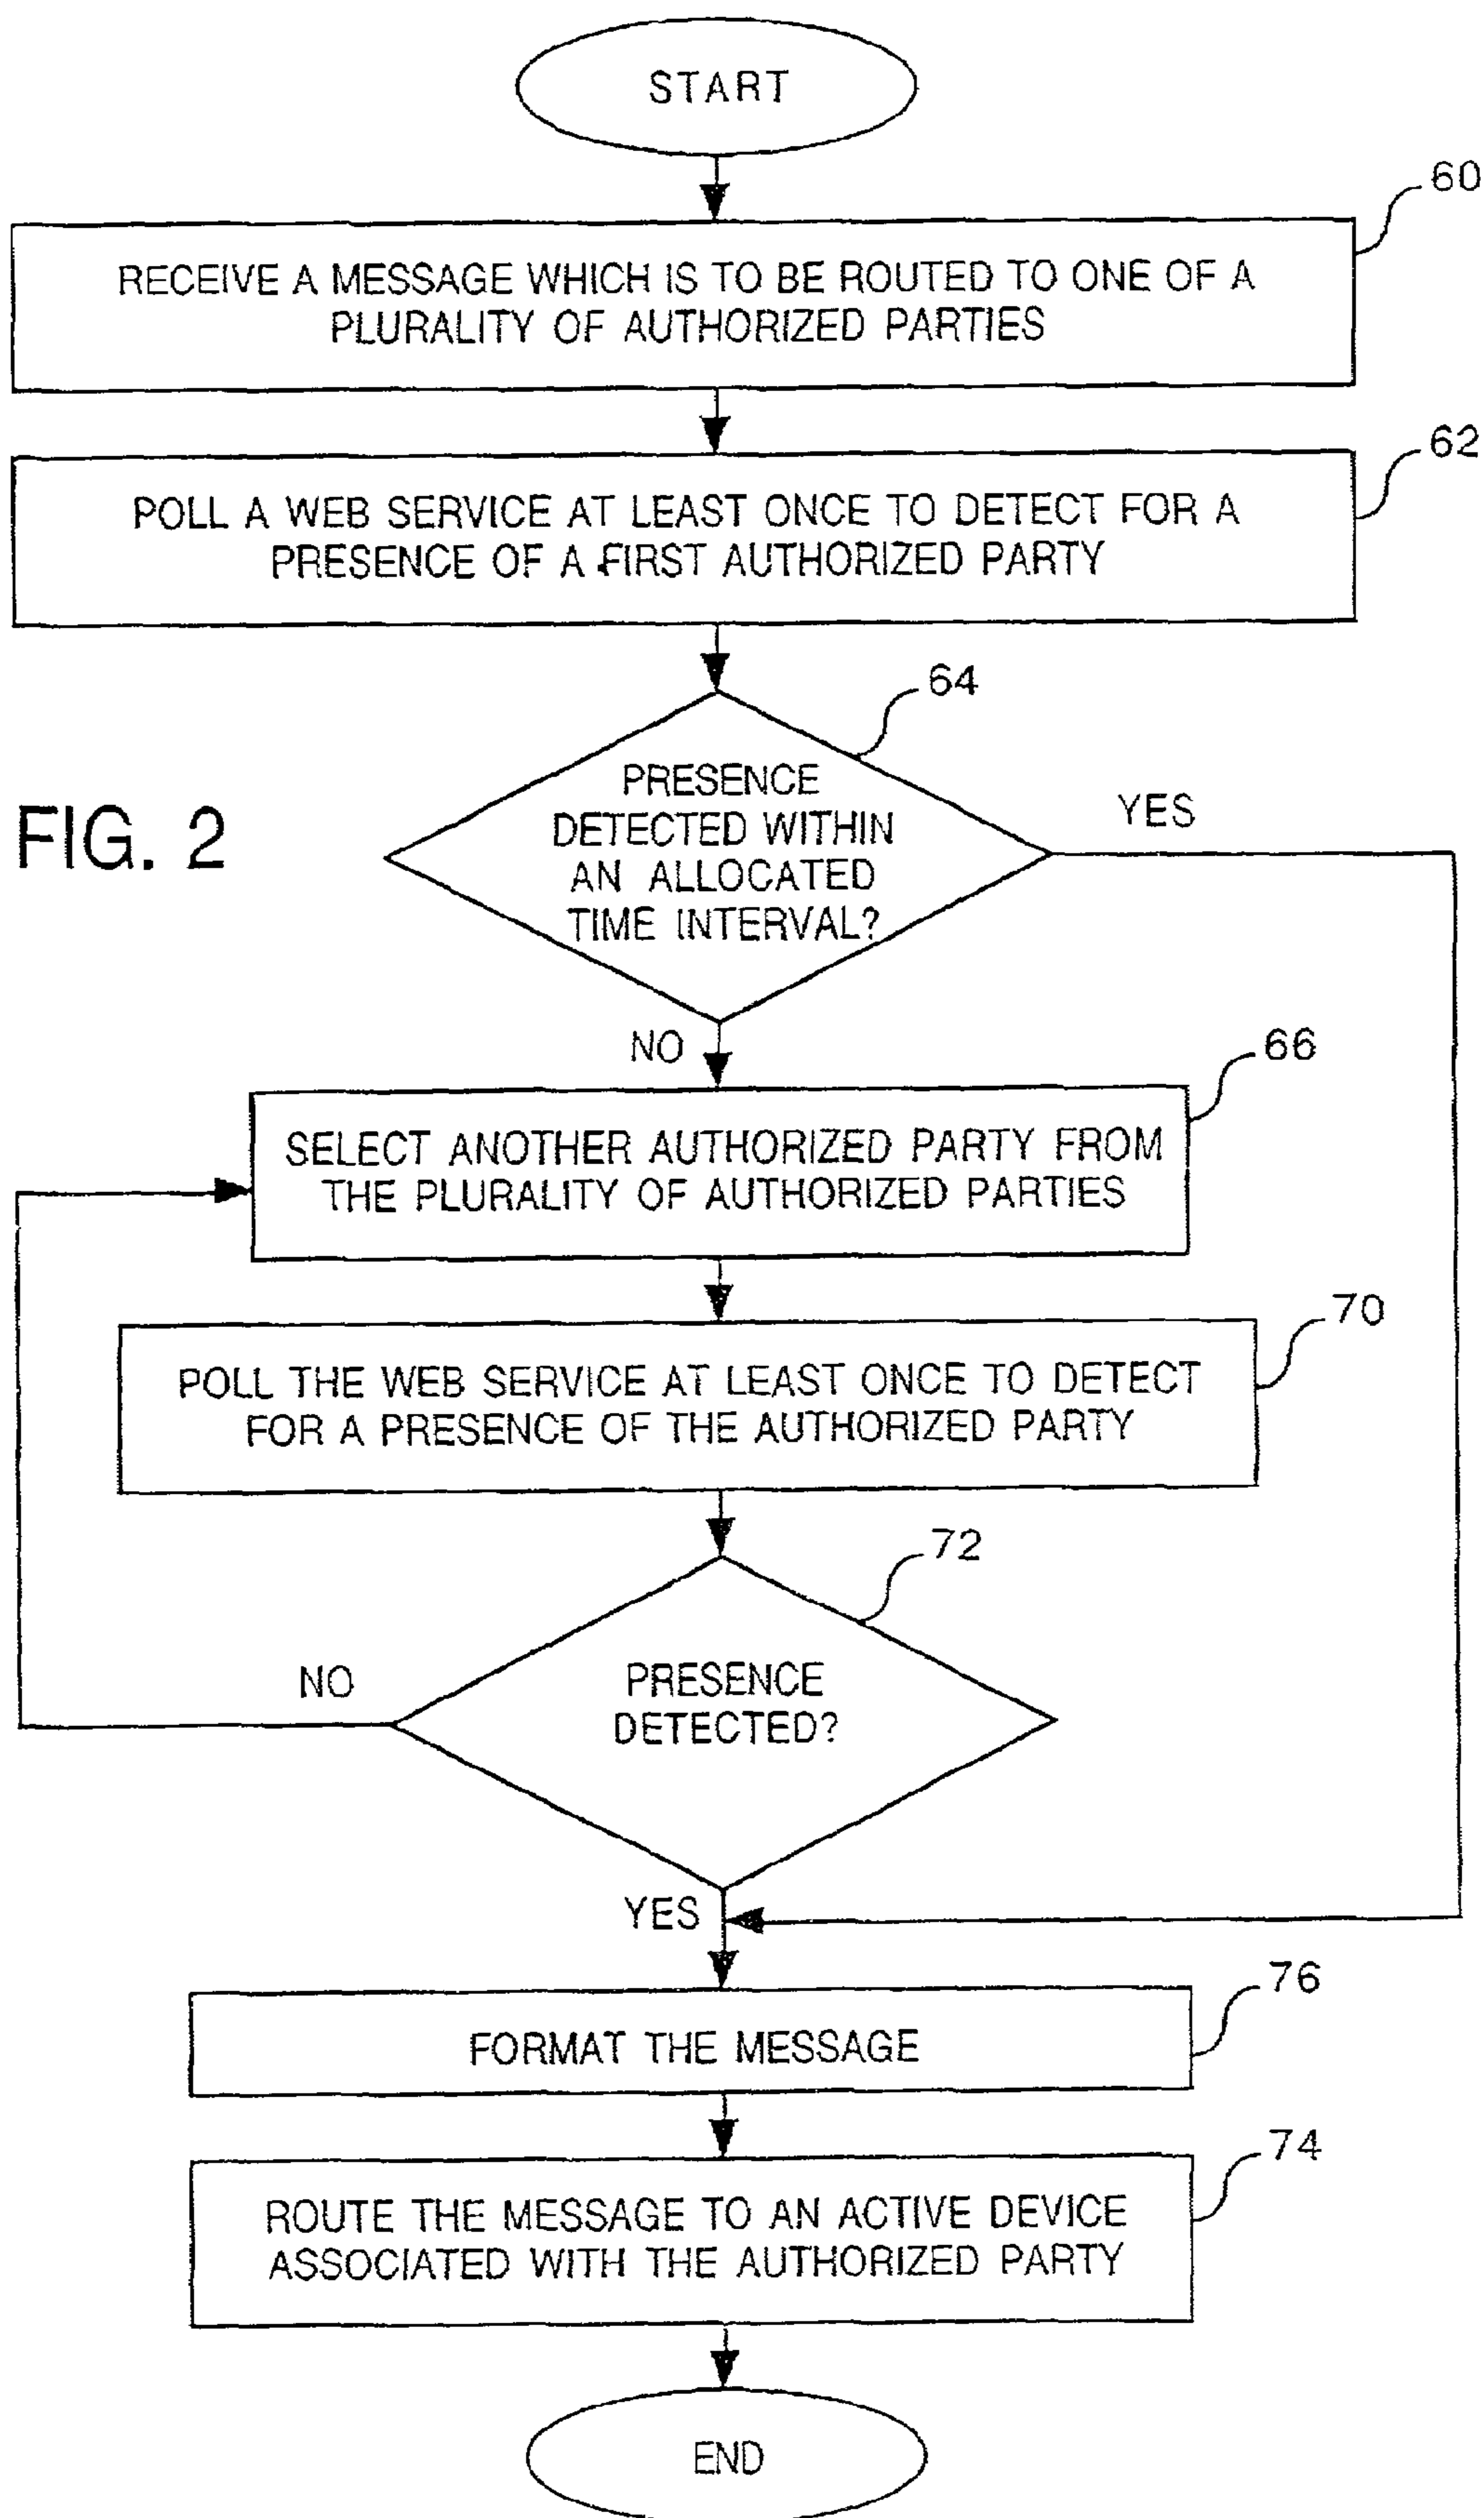 START
60
RECEIVE A MESSAGE WHICH IS TO BE ROUTED TO ONE OF A
PLURALITY OF AUTHORIZED PARTIES
62
POLL A WEB SERVICE AT LEAST ONCE TO DETECT FOR A
PRESENCE OF A FIRST AUTHORIZED PARTY
64
PRESENCE
DETECTED WITHIN
AN ALLOCATED
TIME INTERVAL?
YES
FIG. 2
NO
66
SELECT ANOTHER AUTHORIZED PARTY FROM
THE PLURALITY OF AUTHORIZED PARTIES
70
POLL THE WEB SERVICE AT LEAST ONCE TO DETECT
FOR A PRESENCE OF THE AUTHORIZED PARTY
72
NO
PRESENCE
DETECTED?
YES
76
FORMAT THE MESSAGE
74
ROUTE THE MESSAGE TO AN ACTIVE DEVICE
ASSOCIATED WITH THE AUTHORIZED PARTY
END